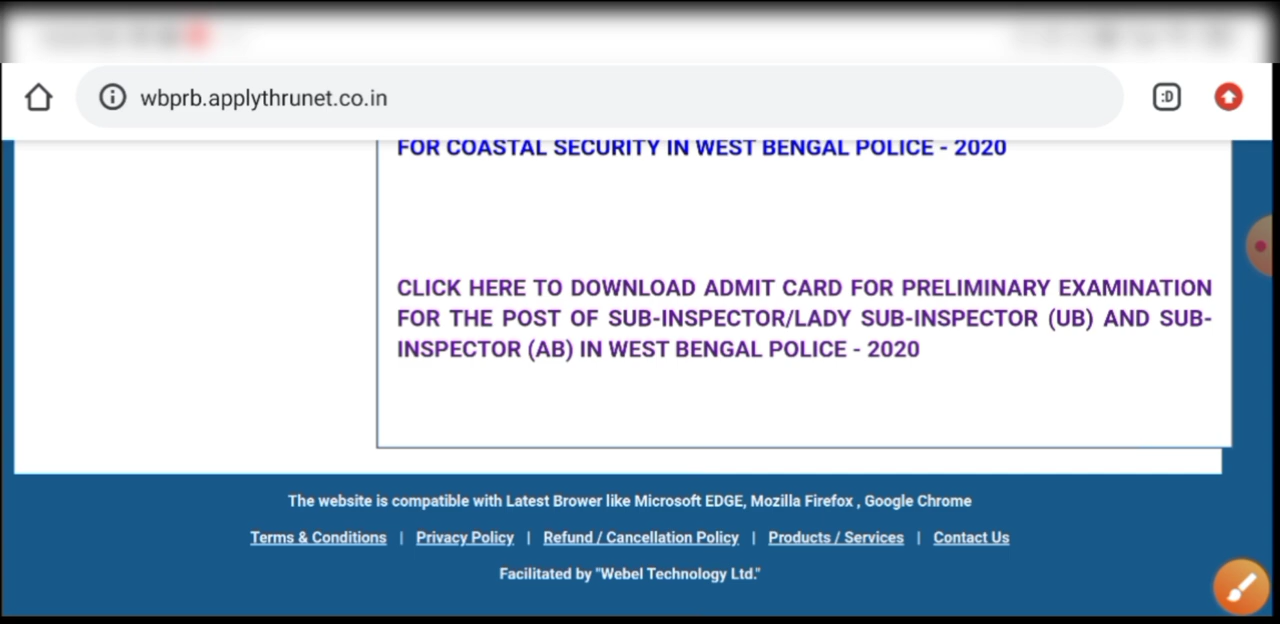 wbprb.applythrunet.co.in
:D
FOR COASTAL SECURITY IN WEST BENGAL POLICE - 2020
CLICK HERE TO DOWNLOAD ADMIT CARD FOR PRELIMINARY EXAMINATION
FOR THE POST OF SUB-INSPECTOR/LADY SUB-INSPECTOR (UB) AND SUB-
INSPECTOR (AB) IN WEST BENGAL POLICE - 2020
The website is compatible with Latest Brower like Microsoft EDGE, Mozilla Firefox , Google Chrome
Terms & Conditions | Privacy Policy | Refund / Cancellation Policy | Products / Services | Contact Us
Facilitated by "Webel Technology Ltd."